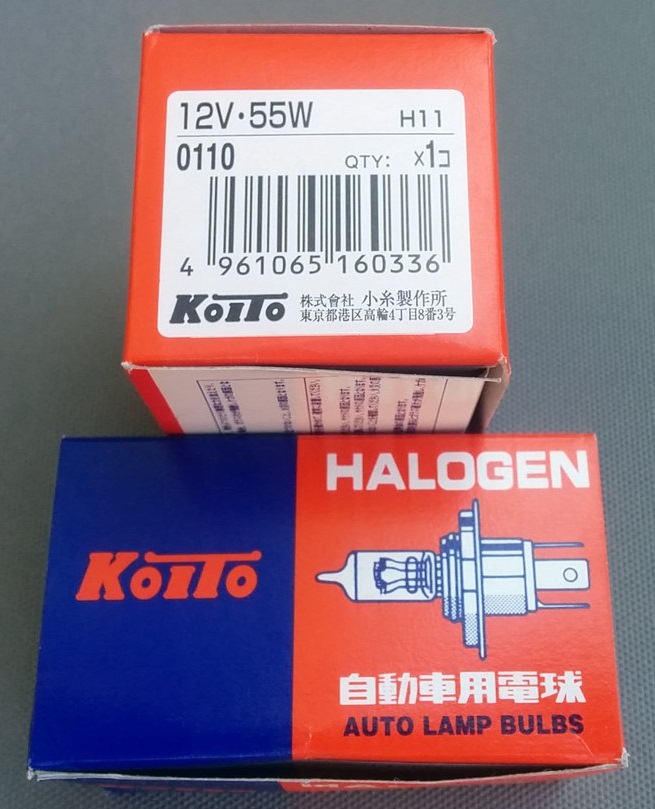 12V・55W H11
0110 QTY: x1コ
4 961065 160336
KOITO 株式會社 小糸製作所
東京都港区高輪4丁目8番3号
HALOGEN
KOITO
自動車用電球
AUTO LAMP BULBS